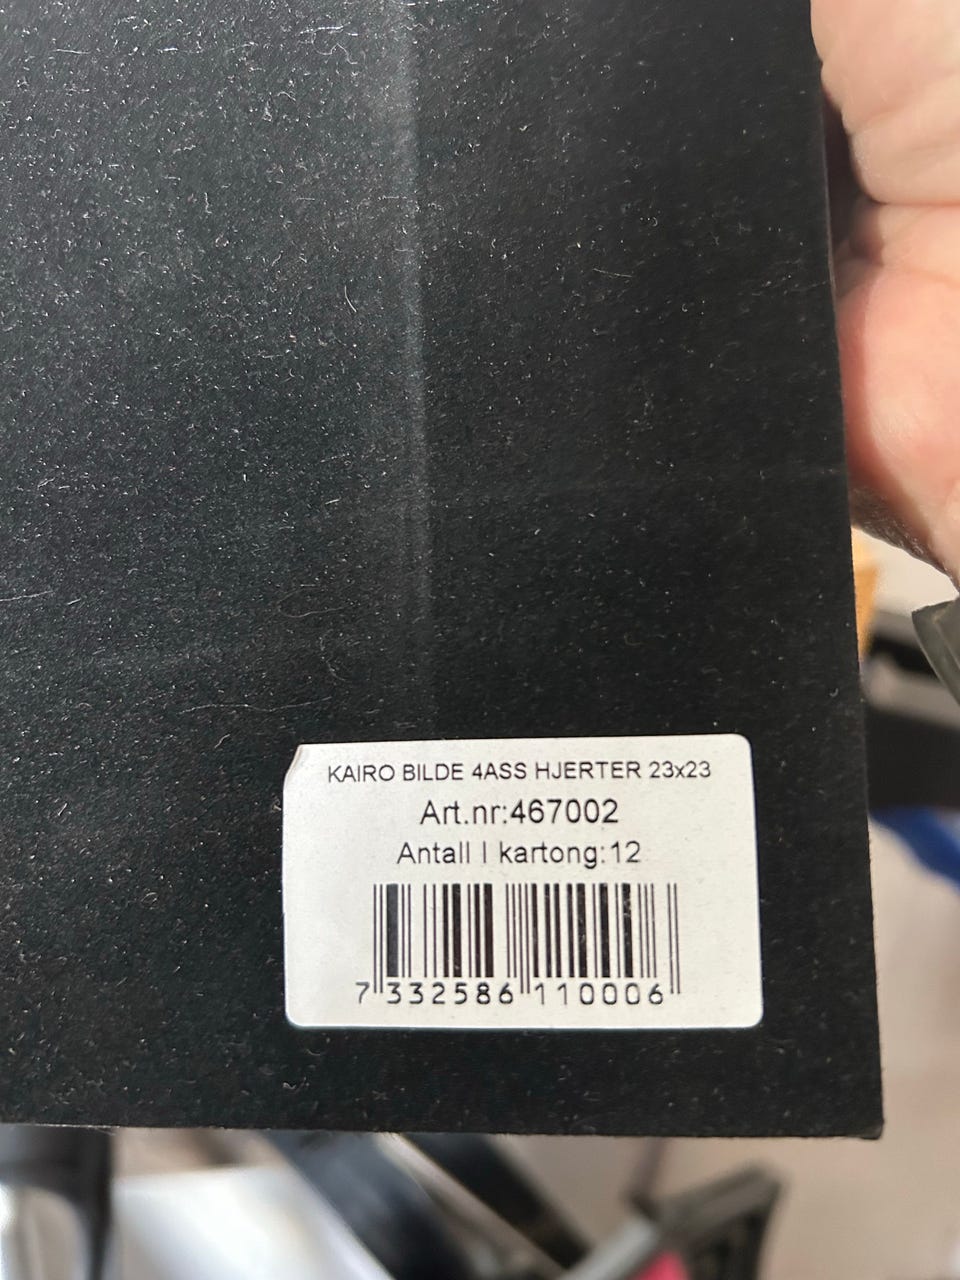 KAIRO BILDE 4ASS HJERTER 23x23
Art.nr:467002
Antall I kartong:12
7 332586 110006